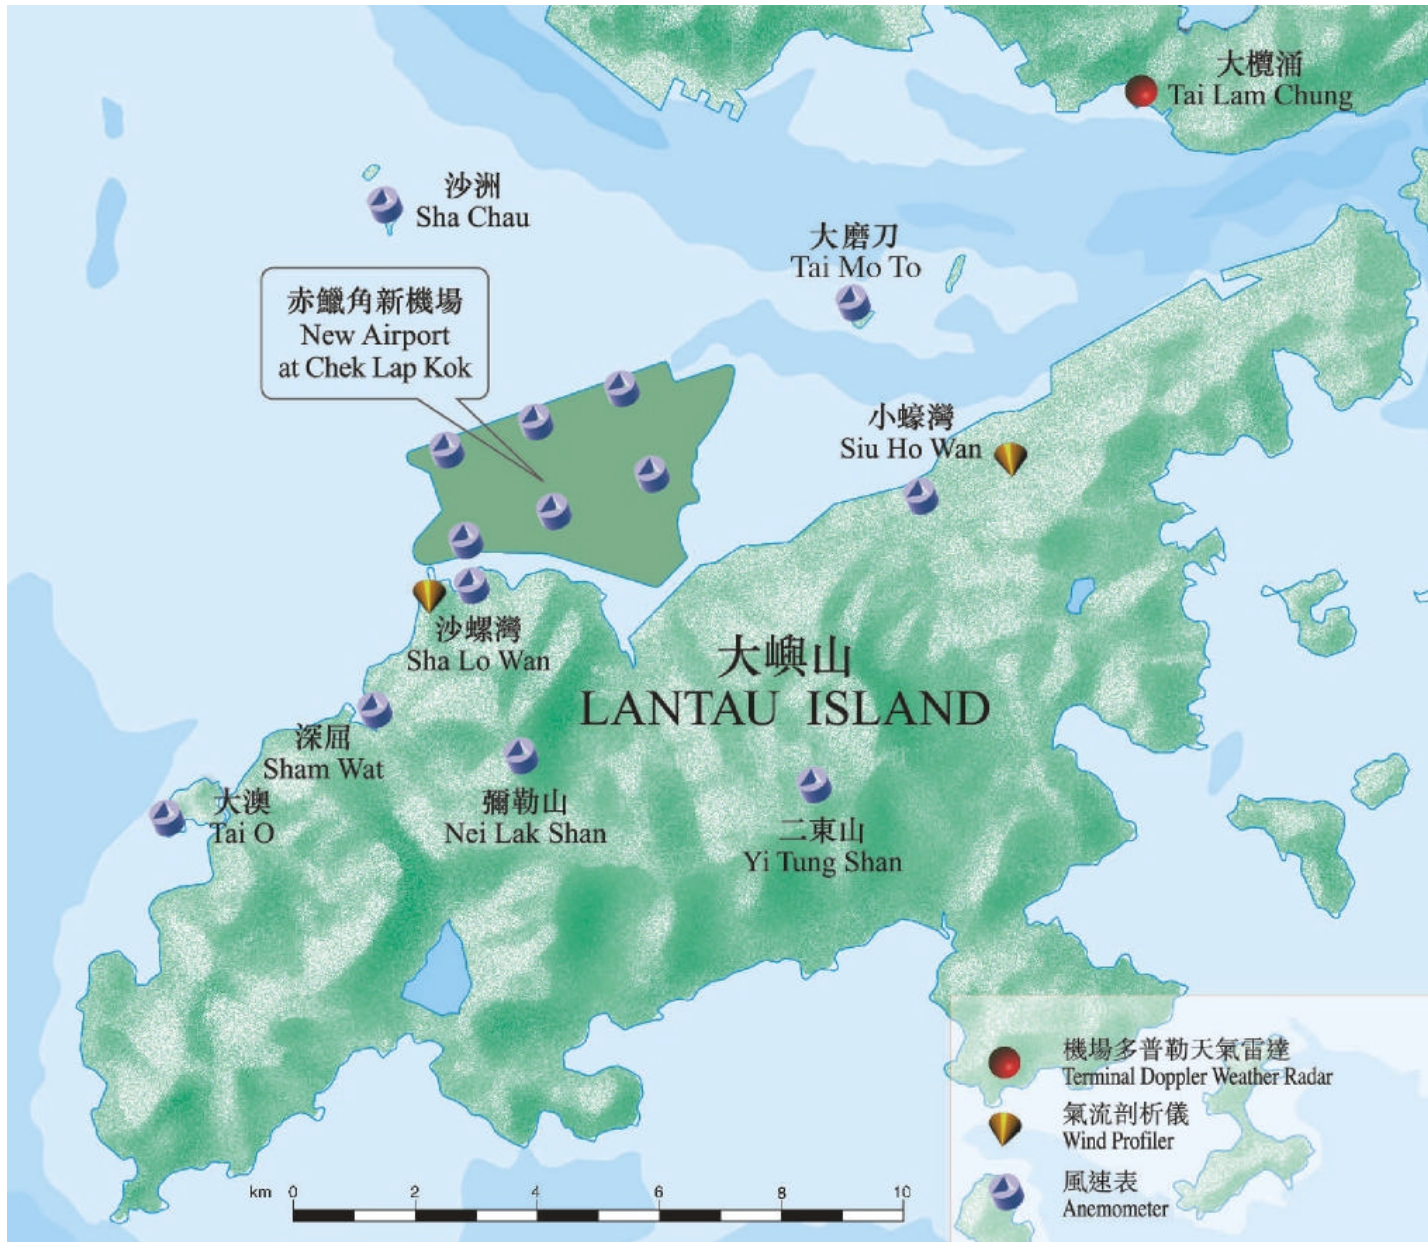 大欖涌
Tai Lam Chung
沙洲
Sha Chau
大磨刀
Tai Mo To
赤鱲角新機場
New Airport
at Chek Lap Kok
小蠔灣
Siu Ho Wan
沙螺灣
Sha Lo Wan
大嶼山
LANTAU ISLAND
深屈
Sham Wat
大澳
Tai O
彌勒山
Nei Lak Shan
二東山
Yi Tung Shan
機場多普勒天氣雷達
Terminal Doppler Weather Radar
氣流剖析儀
Wind Profiler
風速表
Anemometer
km 0 2 4 6 8 10